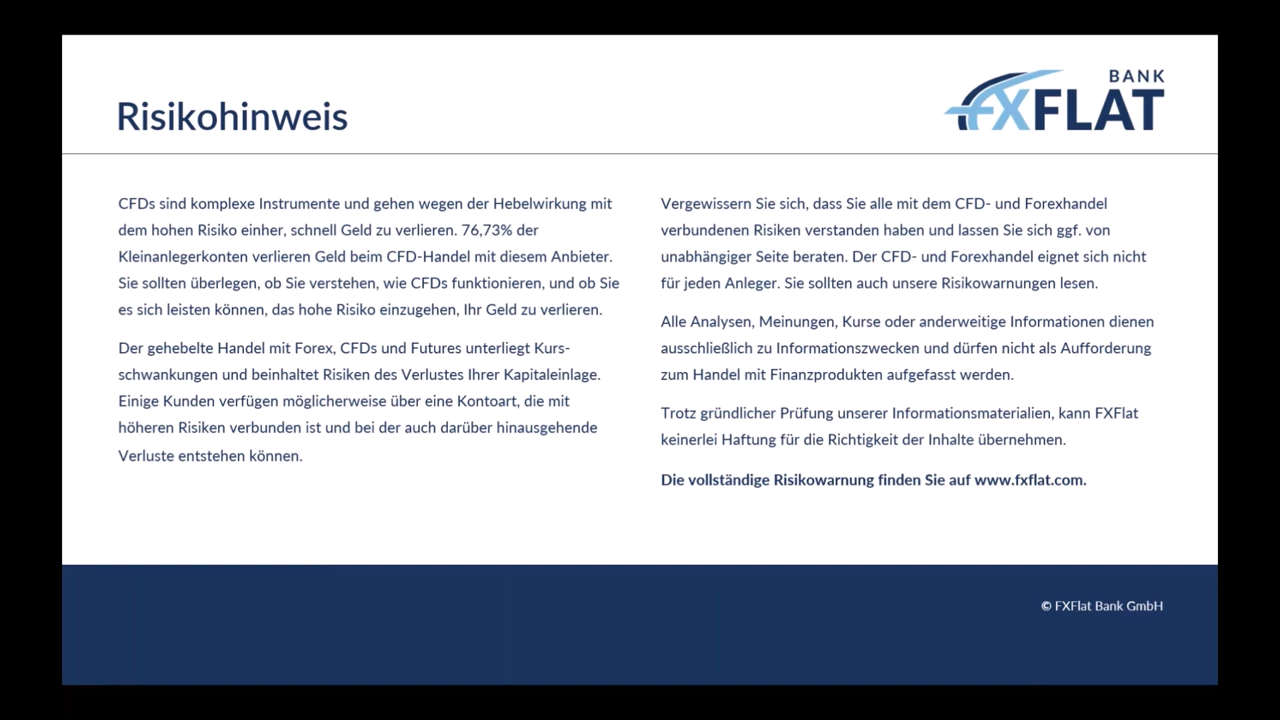 Risikohinweis
BANK
FXFLAT
CFDs sind komplexe Instrumente und gehen wegen der Hebelwirkung mit
dem hohen Risiko einher, schnell Geld zu verlieren. 76,73% der
Kleinanlegerkonten verlieren Geld beim CFD-Handel mit diesem Anbieter.
Sie sollten überlegen, ob Sie verstehen, wie CFDs funktionieren, und ob Sie
es sich leisten können, das hohe Risiko einzugehen, Ihr Geld zu verlieren.
Der gehebelte Handel mit Forex, CFDs und Futures unterliegt Kurs-
schwankungen und beinhaltet Risiken des Verlustes Ihrer Kapitaleinlage.
Einige Kunden verfügen möglicherweise über eine Kontoart, die mit
höheren Risiken verbunden ist und bei der auch darüber hinausgehende
Verluste entstehen können.
Vergewissern Sie sich, dass Sie alle mit dem CFD- und Forexhandel
verbundenen Risiken verstanden haben und lassen Sie sich ggf. von
unabhängiger Seite beraten. Der CFD- und Forexhandel eignet sich nicht
für jeden Anleger. Sie sollten auch unsere Risikowarnungen lesen.
Alle Analysen, Meinungen, Kurse oder anderweitige Informationen dienen
ausschließlich zu Informationszwecken und dürfen nicht als Aufforderung
zum Handel mit Finanzprodukten aufgefasst werden.
Trotz gründlicher Prüfung unserer Informationsmaterialien, kann FXFlat
keinerlei Haftung für die Richtigkeit der Inhalte übernehmen.
Die vollständige Risikowarnung finden Sie auf www.fxflat.com.
© FXFlat Bank GmbH